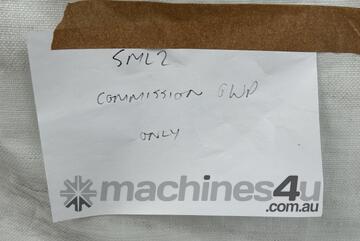 SML2
COMMISSION GWP
ONLY
machines4u
.com.au